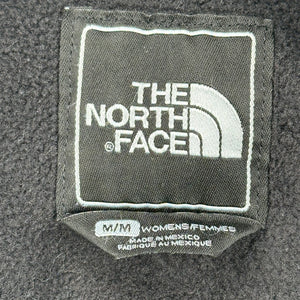 THE
NORTH
®FACE
M/M WOMENS/FEMMES
MADE IN MEXICO
FABRIQUÉ AU MEXIQUE